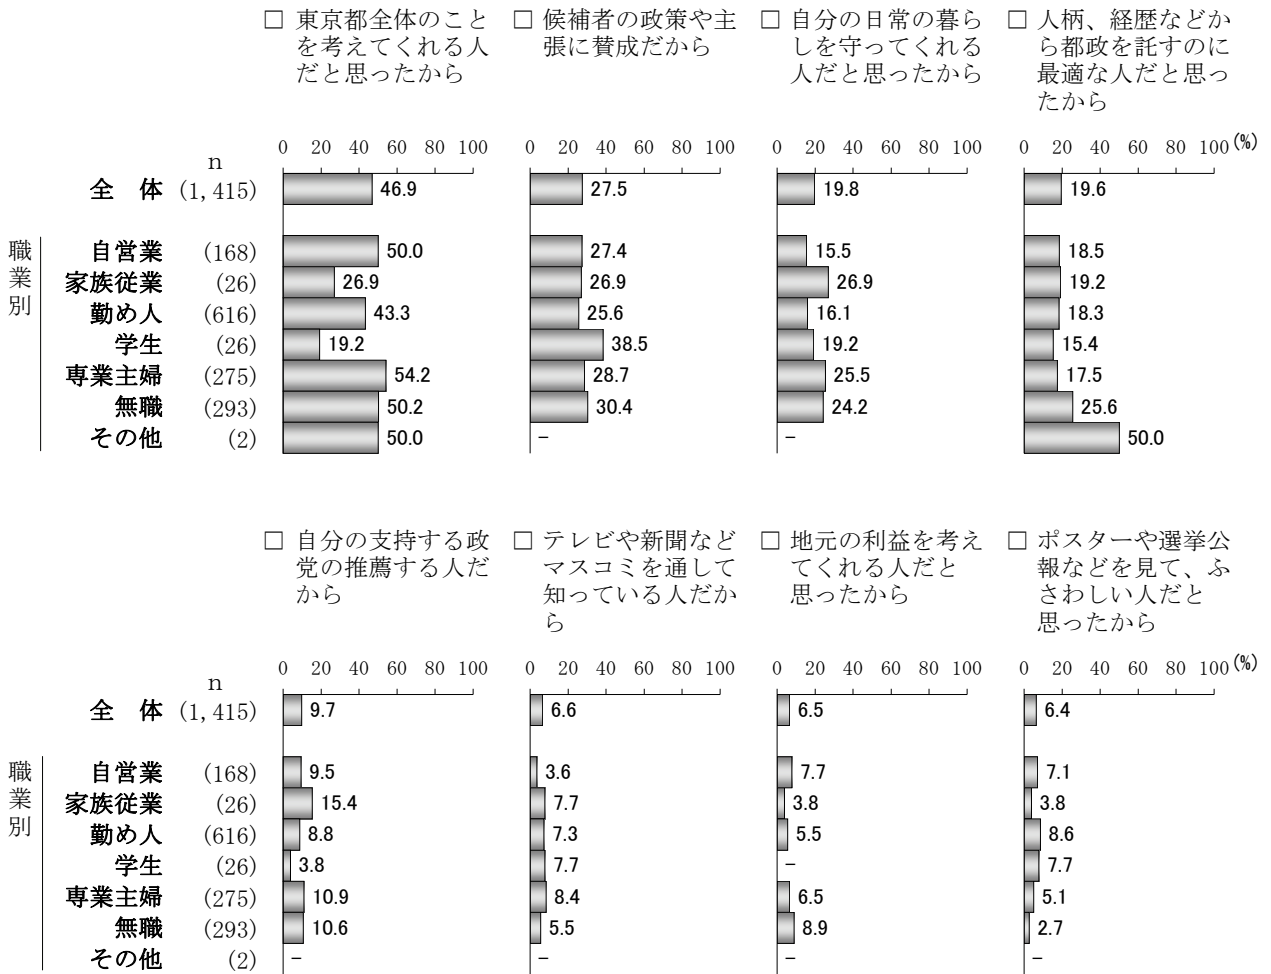 □ 東京都全体のことを考えてくれる人だと思ったから
□ 候補者の政策や主張に賛成だから
□ 自分の日常の暮らしを守ってくれる人だと思ったから
□ 人柄、経歴などから都政を託すのに最適な人だと思ったから
0 20 40 60 80 100 0 20 40 60 80 100 0 20 40 60 80 100 0 20 40 60 80 100 (%)
n
全 体 (1,415) 46.9 27.5 19.8 19.6
職業別
自営業 (168) 50.0 27.4 15.5 18.5
家族従業 (26) 26.9 26.9 26.9 19.2
勤め人 (616) 43.3 25.6 16.1 18.3
学生 (26) 19.2 38.5 19.2 15.4
専業主婦 (275) 54.2 28.7 25.5 17.5
無職 (293) 50.2 30.4 24.2 25.6
その他 (2) 50.0 - - 50.0
□ 自分の支持する政党の推薦する人だから
□ テレビや新聞などマスコミを通して知っている人だから
□ 地元の利益を考えてくれる人だと思ったから
□ ポスターや選挙公報などを見て、ふさわしい人だと思ったから
0 20 40 60 80 100 0 20 40 60 80 100 0 20 40 60 80 100 0 20 40 60 80 100 (%)
n
全 体 (1,415) 9.7 6.6 6.5 6.4
職業別
自営業 (168) 9.5 3.6 7.7 7.1
家族従業 (26) 15.4 7.7 3.8 3.8
勤め人 (616) 8.8 7.3 5.5 8.6
学生 (26) 3.8 7.7 - 7.7
専業主婦 (275) 10.9 8.4 6.5 5.1
無職 (293) 10.6 5.5 8.9 2.7
その他 (2) - - - -